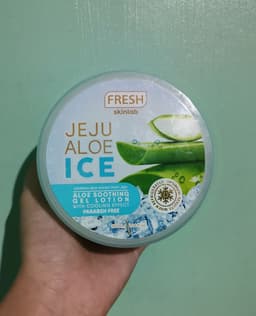 FRESH
skinlab
JEJU
ALOE
ICE
ALOE SOOTHING
GEL LOTION
WITH COOLING EFFECT
PARABEN FREE